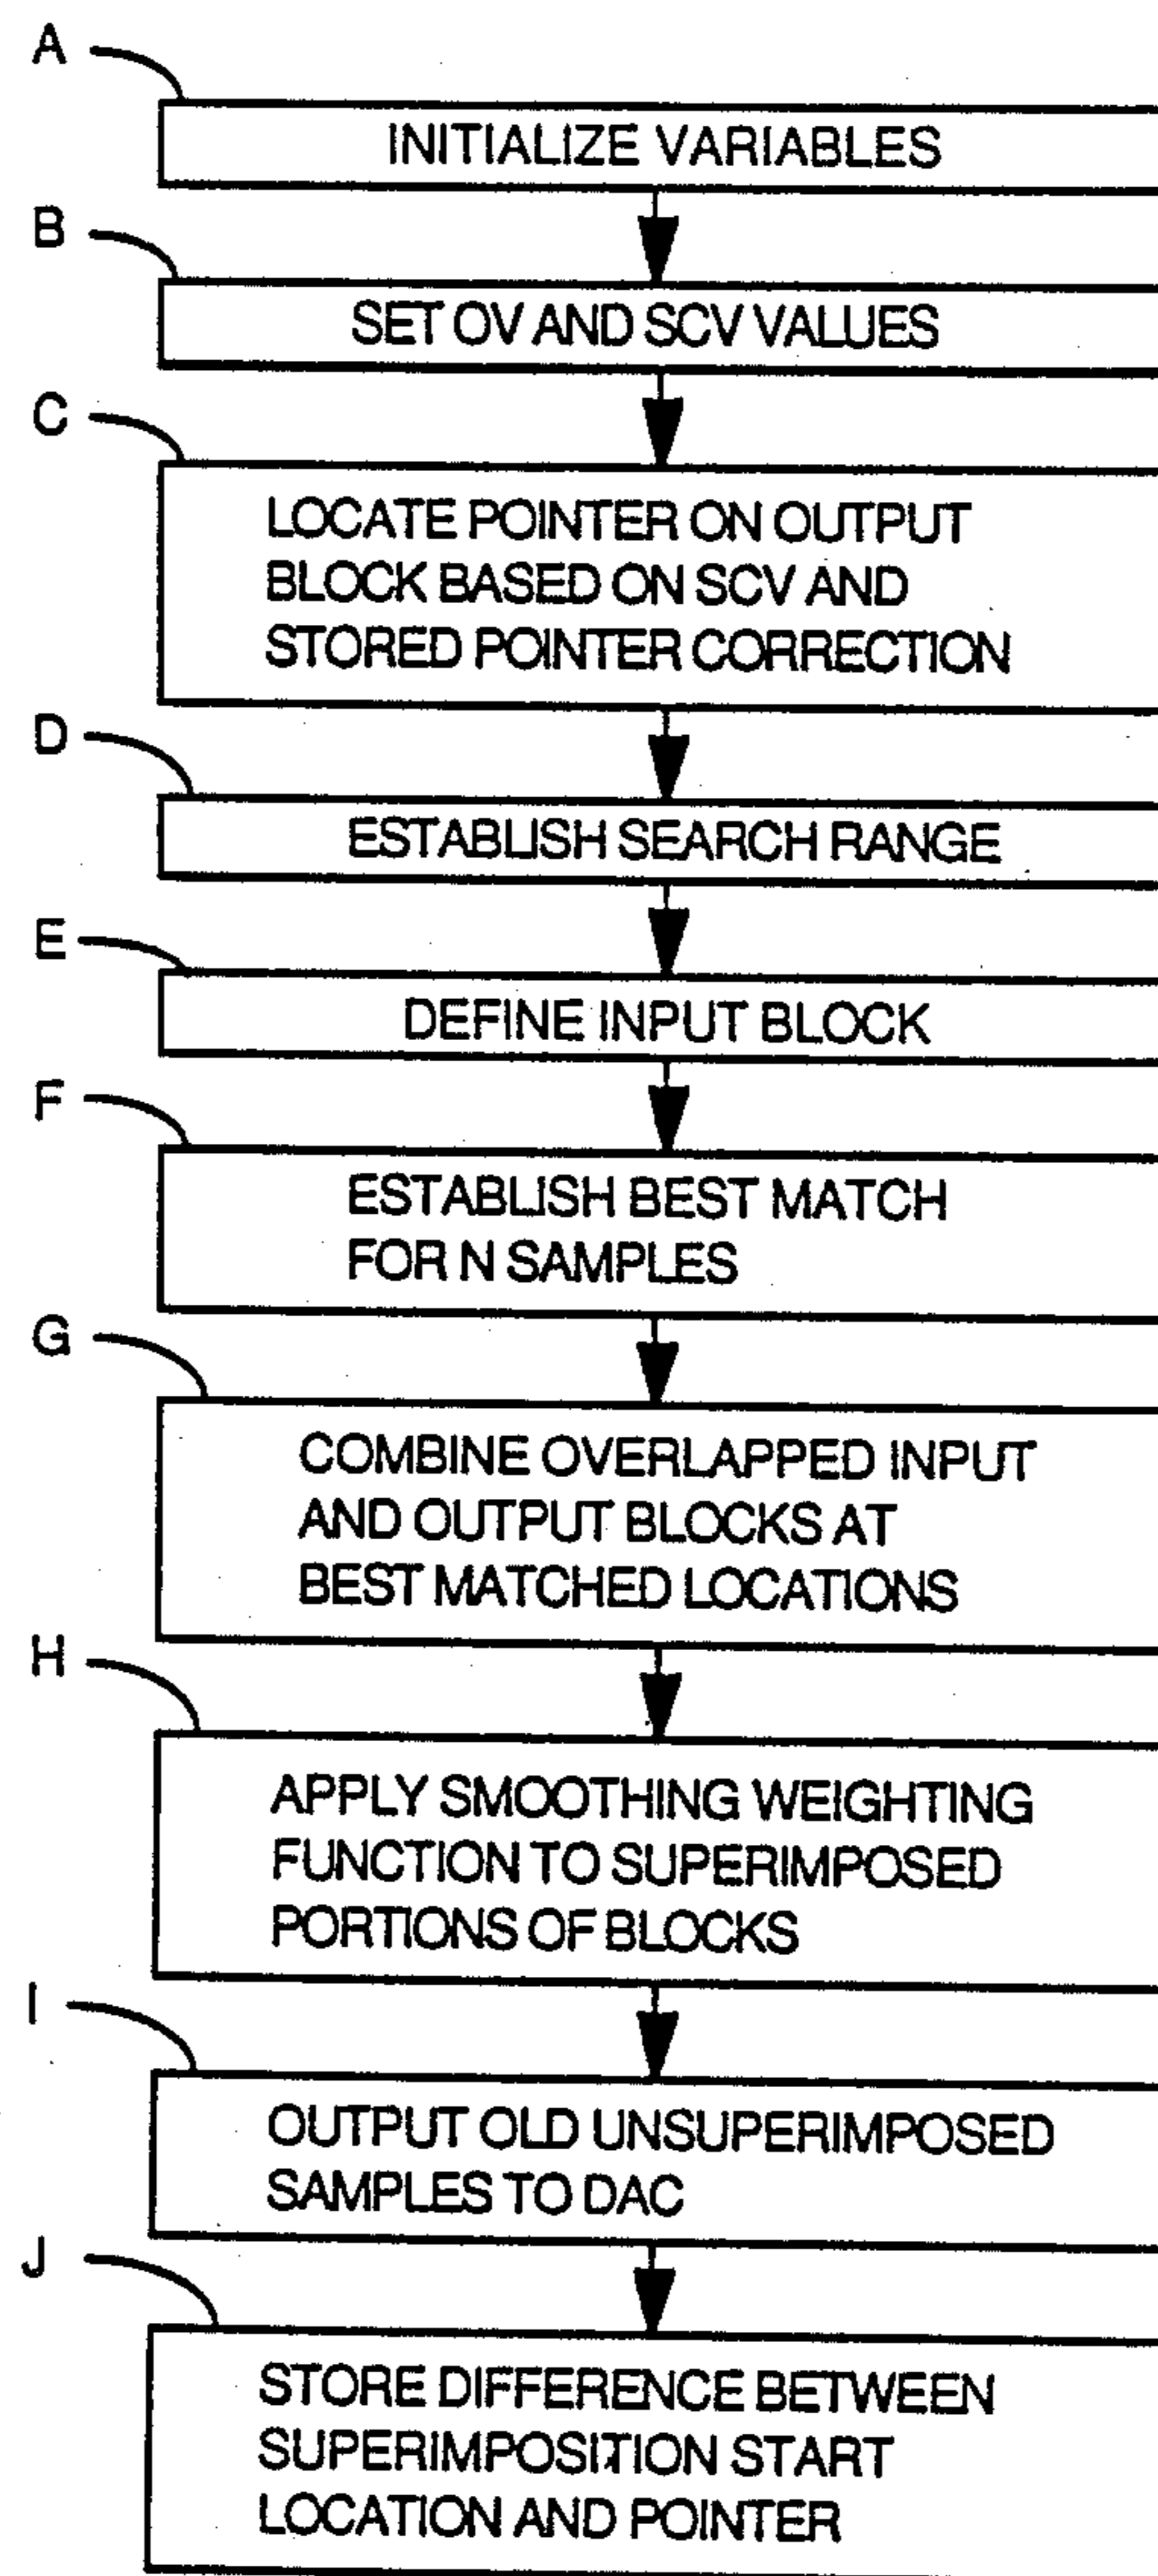 A
INITIALIZE VARIABLES
B
SET OV AND SCV VALUES
C
LOCATE POINTER ON OUTPUT
BLOCK BASED ON SCV AND
STORED POINTER CORRECTION
D
ESTABLISH SEARCH RANGE
E
DEFINE INPUT BLOCK
F
ESTABLISH BEST MATCH
FOR N SAMPLES
G
COMBINE OVERLAPPED INPUT
AND OUTPUT BLOCKS AT
BEST MATCHED LOCATIONS
H
APPLY SMOOTHING WEIGHTING
FUNCTION TO SUPERIMPOSED
PORTIONS OF BLOCKS
I
OUTPUT OLD UNSUPERIMPOSED
SAMPLES TO DAC
J
STORE DIFFERENCE BETWEEN
SUPERIMPOSITION START
LOCATION AND POINTER